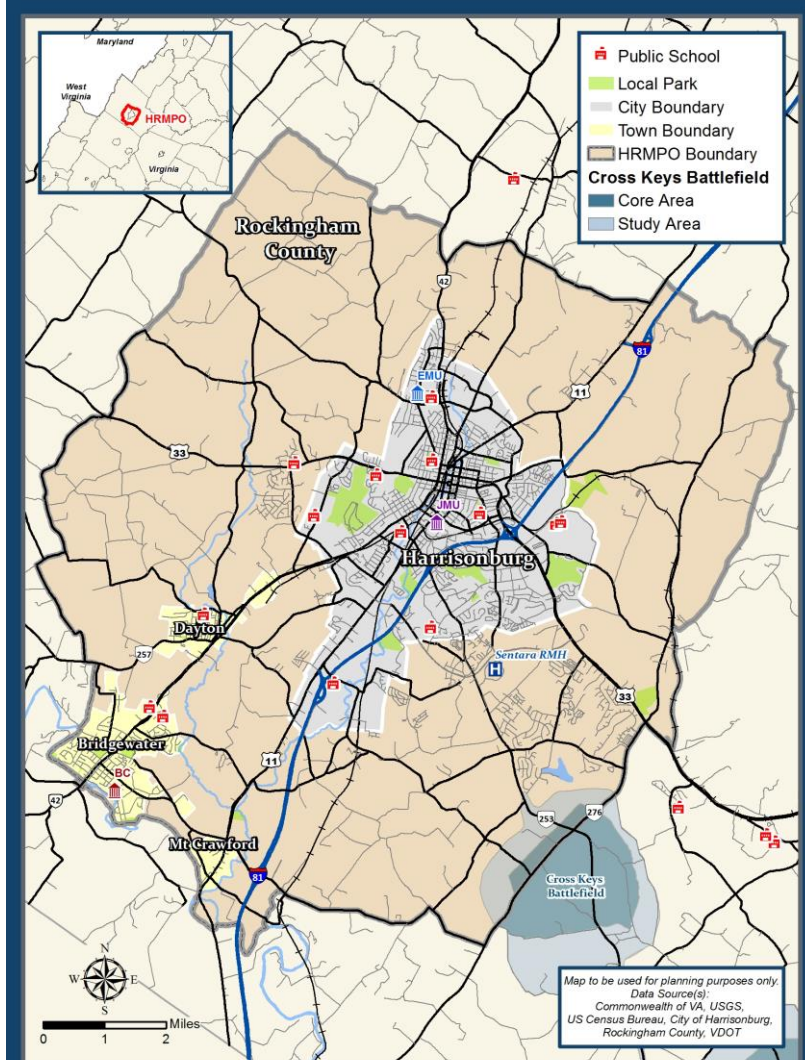 Maryland
West
Virginia
HRMPO
Virginia
Public School
Local Park
City Boundary
Town Boundary
HRMPO Boundary
Cross Keys Battlefield
Core Area
Study Area
Rockingham
County
42
81
EMU
11
33
JMU
Harrisonburg
Dayton
257
Sentara RMH
H
33
Bridgewater
11
BC
42
253
276
Mt Crawford
81
Cross Keys
Battlefield
N
W E
S
Miles
0 1 2
Map to be used for planning purposes only.
Data Source(s):
Commonwealth of VA, USGS,
US Census Bureau, City of Harrisonburg,
Rockingham County, VDOT